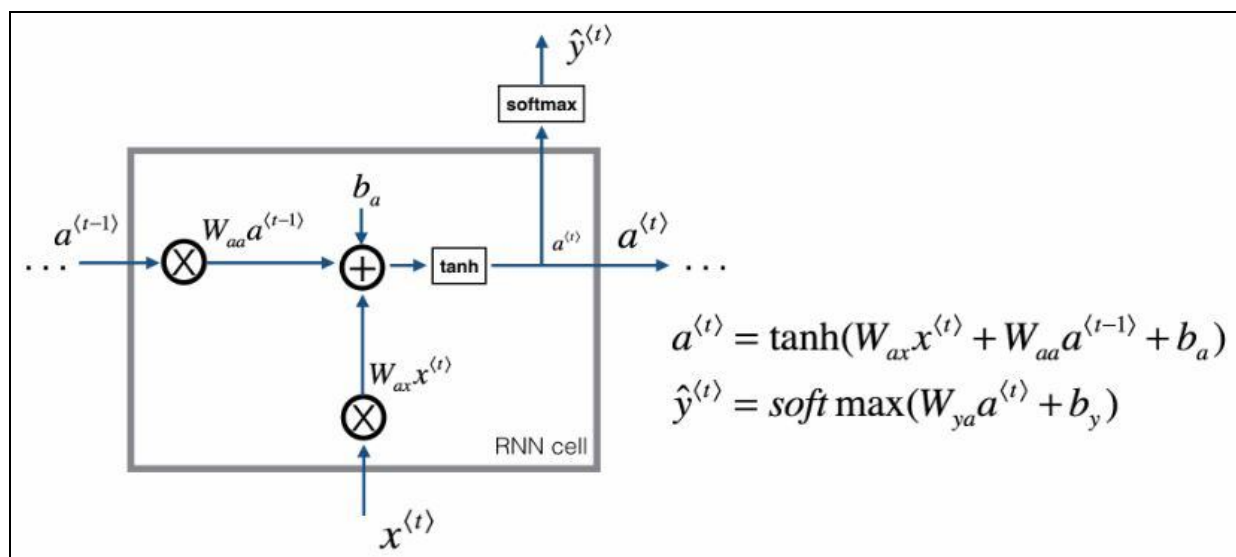 ŷ⟨t⟩
softmax
b_a
a⟨t−1⟩
W_aa a⟨t−1⟩
a⟨t⟩
a⟨t⟩
. . .
tanh
. . .
a⟨t⟩ = tanh(W_ax x⟨t⟩ + W_aa a⟨t−1⟩ + b_a)
W_ax x⟨t⟩
ŷ⟨t⟩ = soft max(W_ya a⟨t⟩ + b_y)
RNN cell
x⟨t⟩